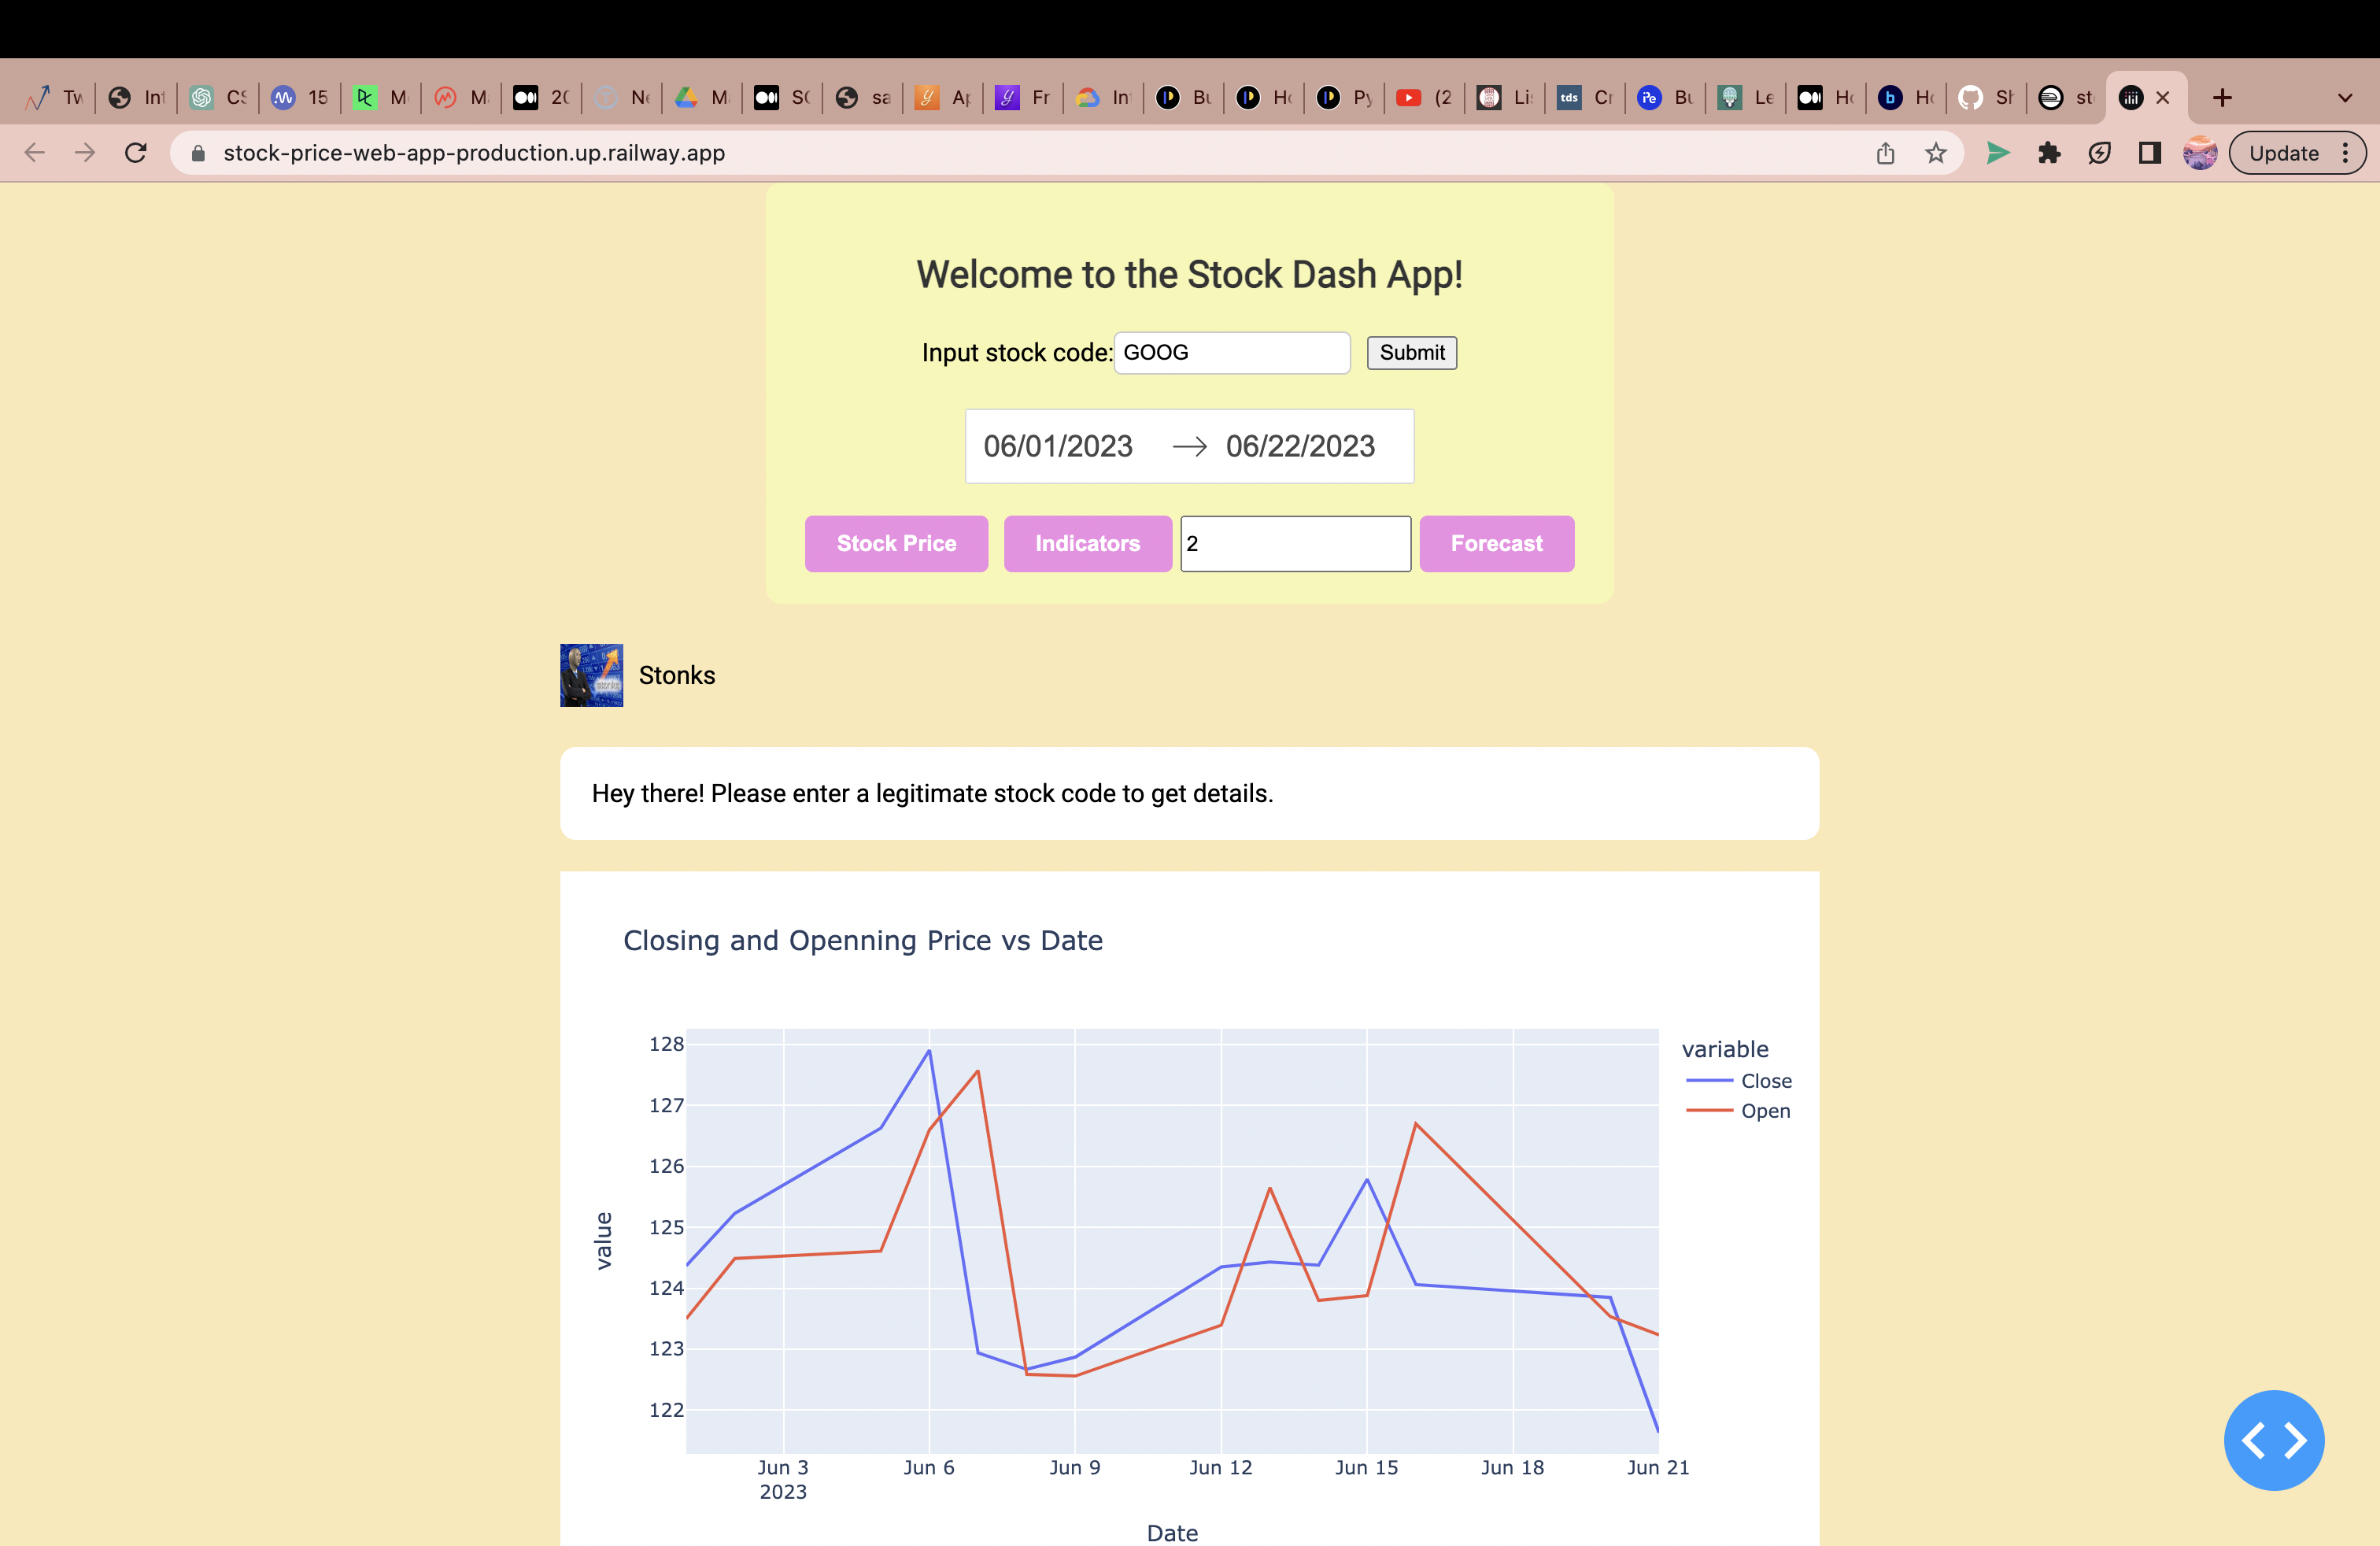 Tw Int CS 15 M M 20 Ne M SC sa Ap Fr In Bu Ho Py (2 Lis tds Cr Bu Le Ho b Ho Sh st
stock-price-web-app-production.up.railway.app
Update
Welcome to the Stock Dash App!
Input stock code: GOOG Submit
06/01/2023 → 06/22/2023
Stock Price Indicators 2 Forecast
Stonks
Hey there! Please enter a legitimate stock code to get details.
Closing and Openning Price vs Date
variable
Close
Open
value
128
127
126
125
124
123
122
Jun 3 Jun 6 Jun 9 Jun 12 Jun 15 Jun 18 Jun 21
2023
Date